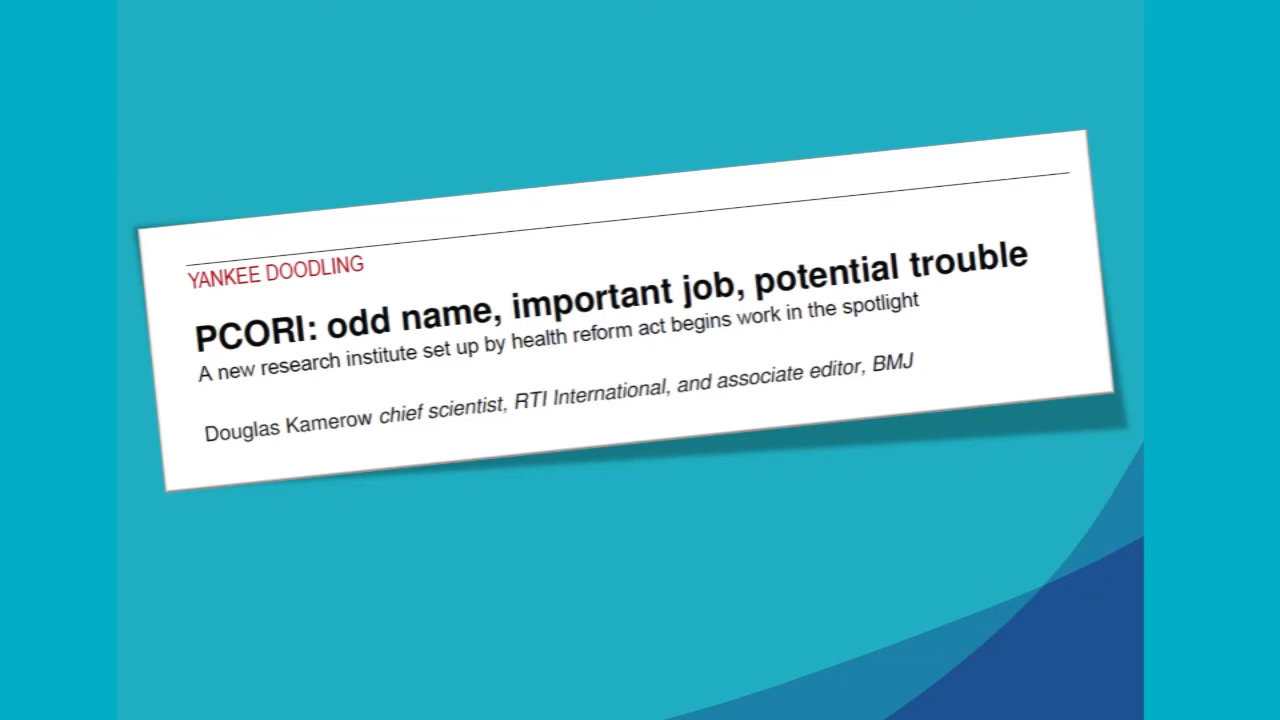 YANKEE DOODLING
PCORI: odd name, important job, potential trouble
A new research institute set up by health reform act begins work in the spotlight
Douglas Kamerow chief scientist, RTI International, and associate editor, BMJ